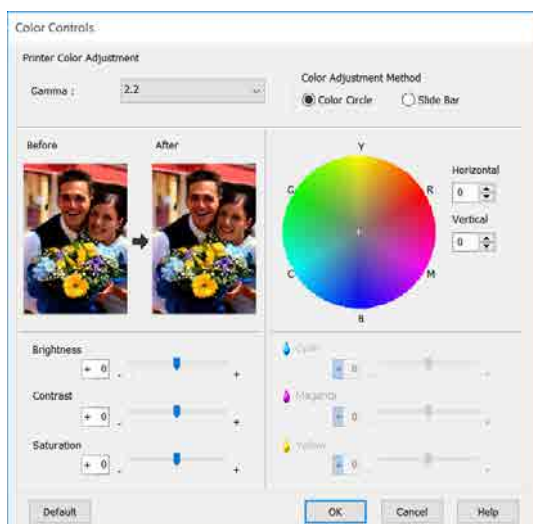 Color Controls
Printer Color Adjustment
Gamma :
2.2
Color Adjustment Method
Color Circle
Slide Bar
Before
After
Y
G
R
C
M
B
Horizontal
0
Vertical
0
Brightness
+ 0
- +
Contrast
+ 0
- +
Saturation
+ 0
- +
Cyan
+ 0
- +
Magenta
+ 0
- +
Yellow
+ 0
- +
Default
OK
Cancel
Help